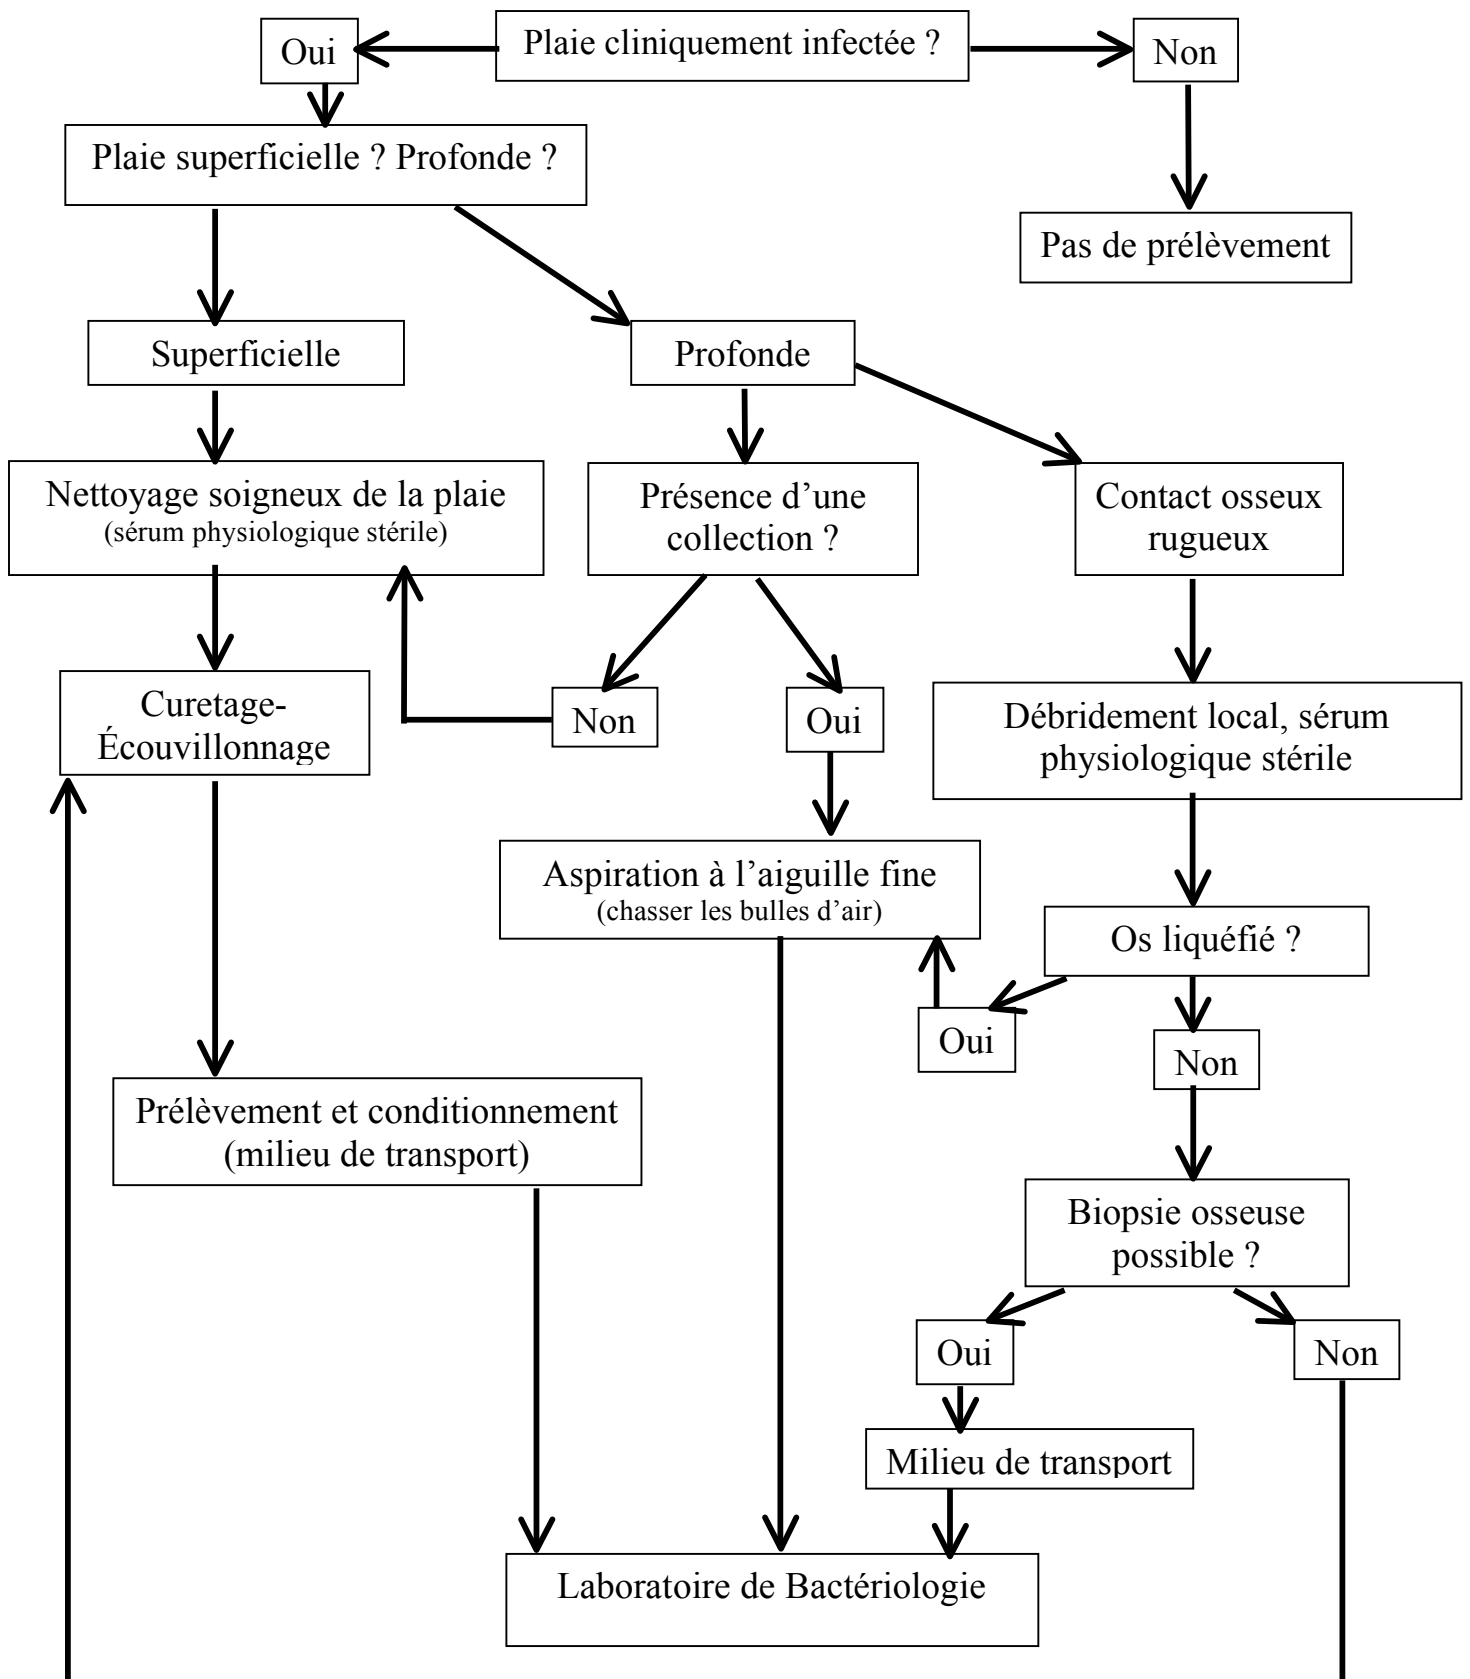 Oui
Plaie cliniquement infectée ?
Non
Plaie superficielle ? Profonde ?
Pas de prélèvement
Superficielle
Profonde
Nettoyage soigneux de la plaie
(sérum physiologique stérile)
Présence d’une
collection ?
Contact osseux
rugueux
Curetage-
Écouvillonnage
Non
Oui
Débridement local, sérum
physiologique stérile
Aspiration à l’aiguille fine
(chasser les bulles d’air)
Os liquéfié ?
Oui
Non
Prélèvement et conditionnement
(milieu de transport)
Biopsie osseuse
possible ?
Oui
Non
Milieu de transport
Laboratoire de Bactériologie